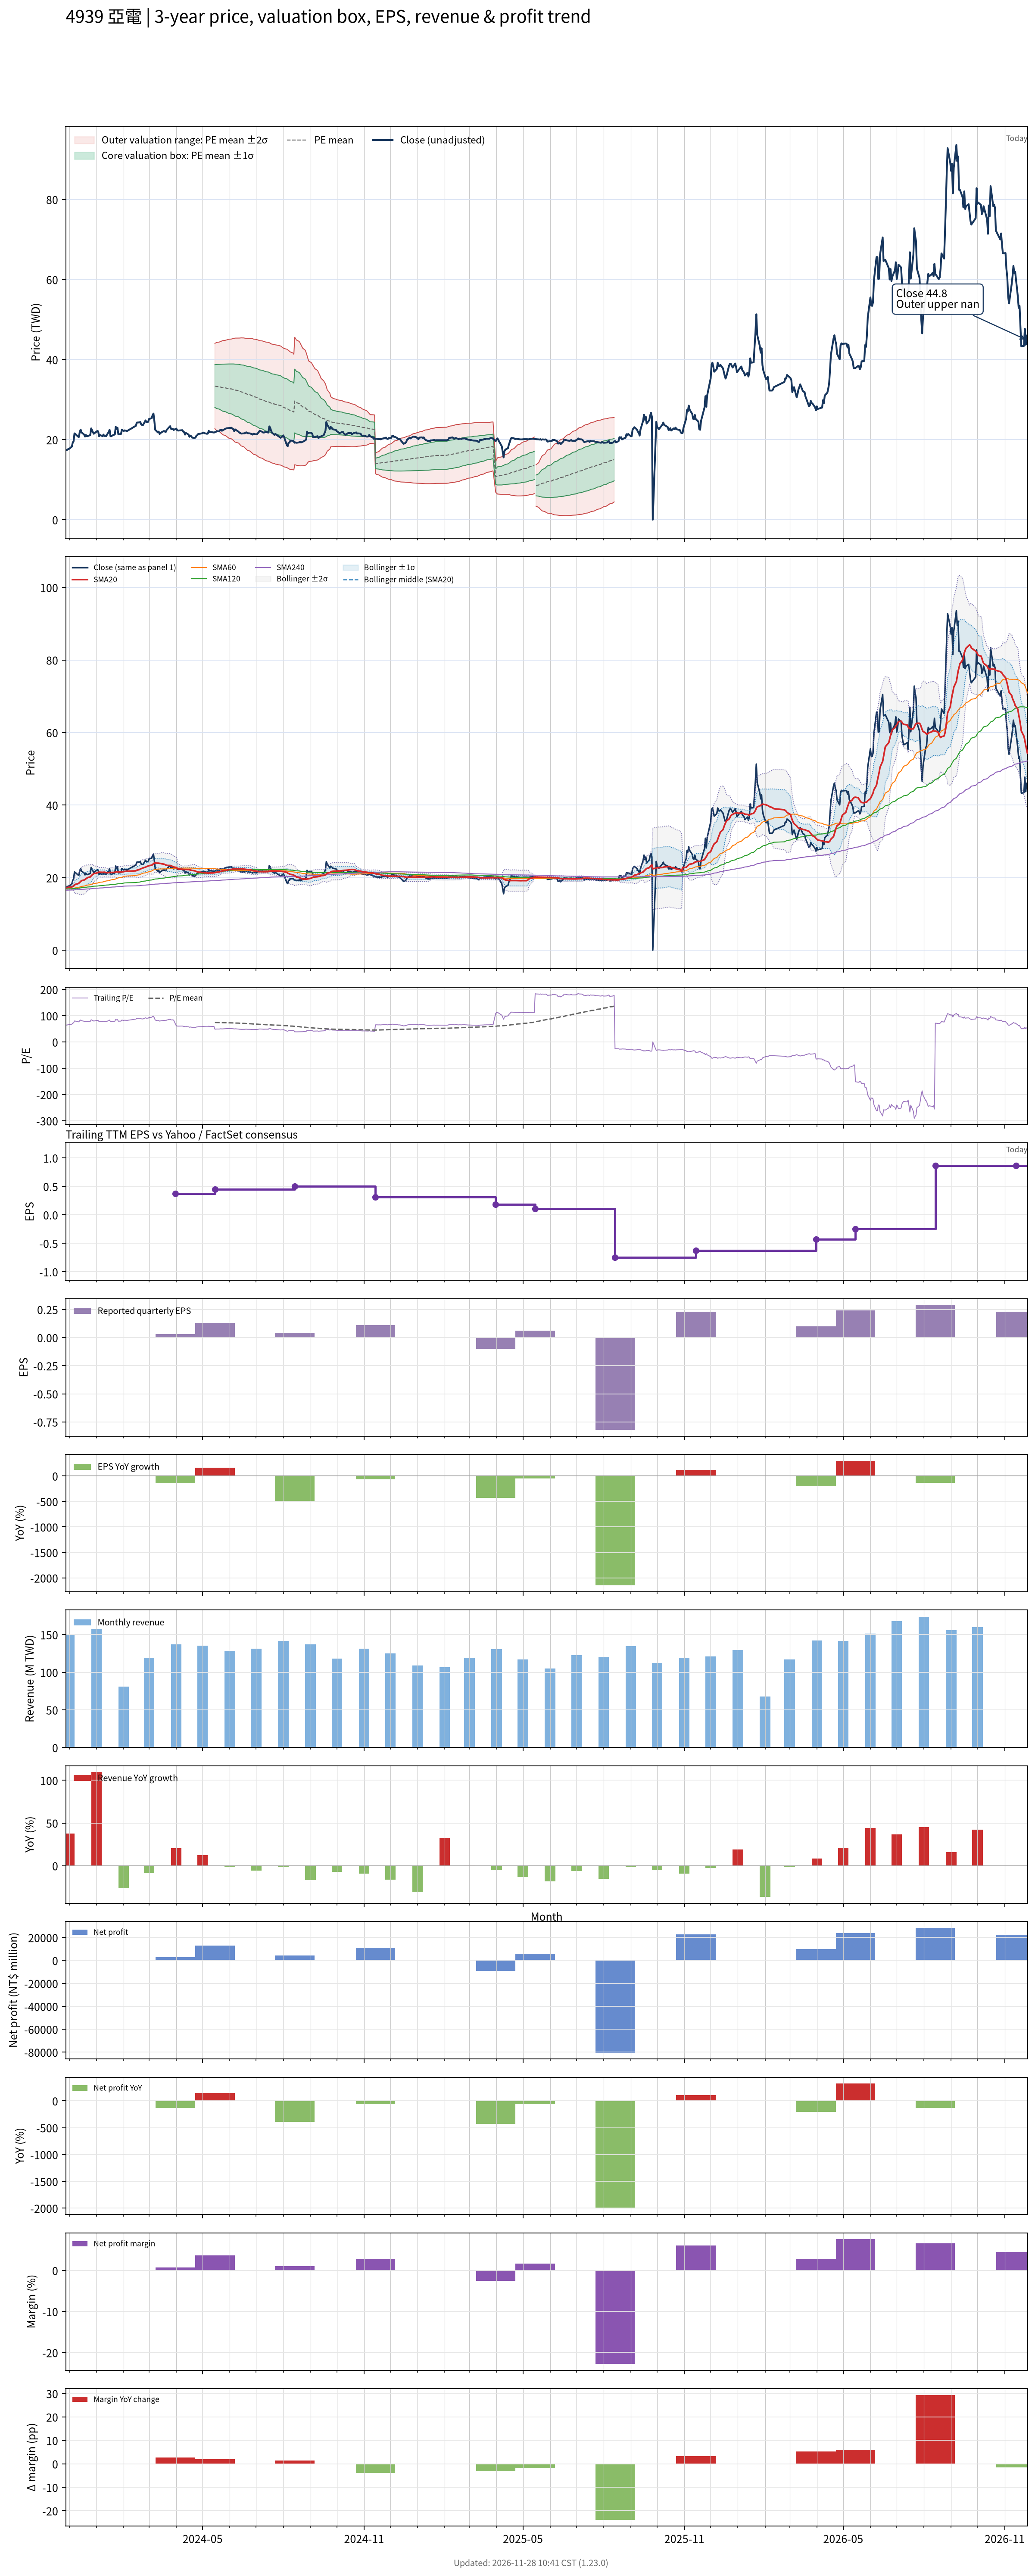 4939 亞電 | 3-year price, valuation box, EPS, revenue & profit trend
Outer valuation range: PE mean ±2σ
Core valuation box: PE mean ±1σ
PE mean
Close (unadjusted)
Today
80
60
40
20
0
Price (TWD)
Close 44.8
Outer upper nan
Close (same as panel 1)
SMA20
SMA60
SMA120
SMA240
Bollinger ±2σ
Bollinger ±1σ
Bollinger middle (SMA20)
100
80
60
40
20
0
Price
Trailing P/E
P/E mean
200
100
0
-100
-200
-300
P/E
Trailing TTM EPS vs Yahoo / FactSet consensus
Today
1.0
0.5
0.0
-0.5
-1.0
EPS
Reported quarterly EPS
0.25
0.00
-0.25
-0.50
-0.75
EPS
EPS YoY growth
0
-500
-1000
-1500
-2000
YoY (%)
Monthly revenue
150
100
50
0
Revenue (M TWD)
Revenue YoY growth
100
50
0
YoY (%)
Month
Net profit
20000
0
-20000
-40000
-60000
-80000
Net profit (NT$ million)
Net profit YoY
0
-500
-1000
-1500
-2000
YoY (%)
Net profit margin
0
-10
-20
Margin (%)
Margin YoY change
30
20
10
0
-10
-20
Δ margin (pp)
2024-05
2024-11
2025-05
2025-11
2026-05
2026-11
Updated: 2026-11-28 10:41 CST (1.23.0)